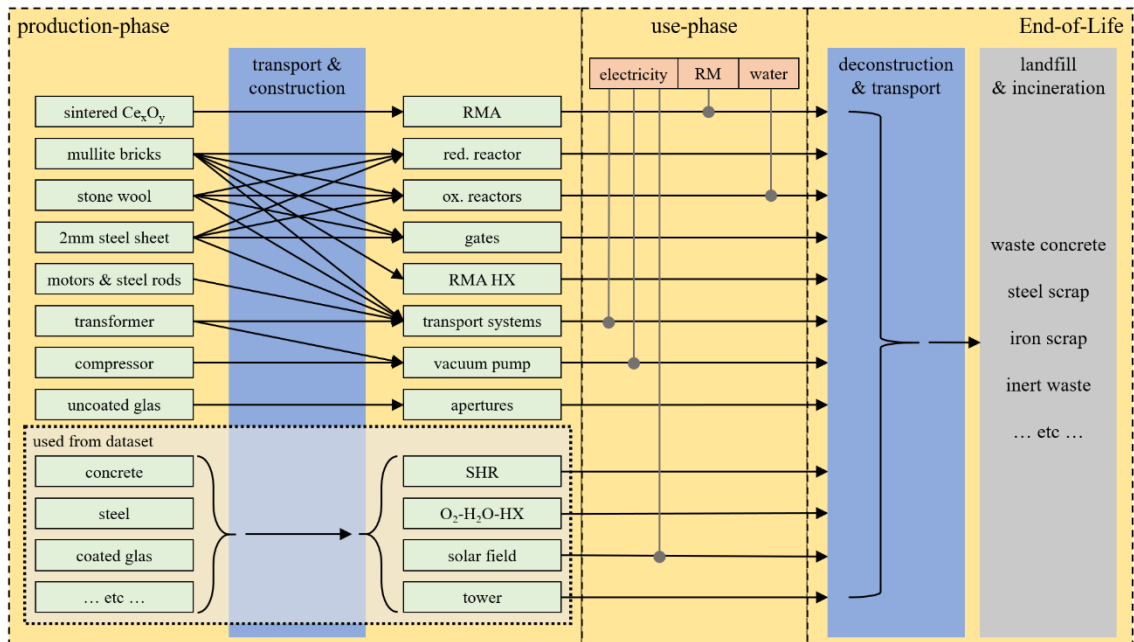 production-phase
use-phase
End-of-Life
transport &
construction
electricity
RM
water
deconstruction
& transport
landfill
& incineration
sintered CeₓOᵧ
RMA
mullite bricks
red. reactor
stone wool
ox. reactors
2mm steel sheet
gates
motors & steel rods
RMA HX
transformer
transport systems
compressor
vacuum pump
uncoated glas
apertures
used from dataset
concrete
SHR
steel
O₂-H₂O-HX
coated glas
solar field
… etc …
tower
waste concrete
steel scrap
iron scrap
inert waste
… etc …